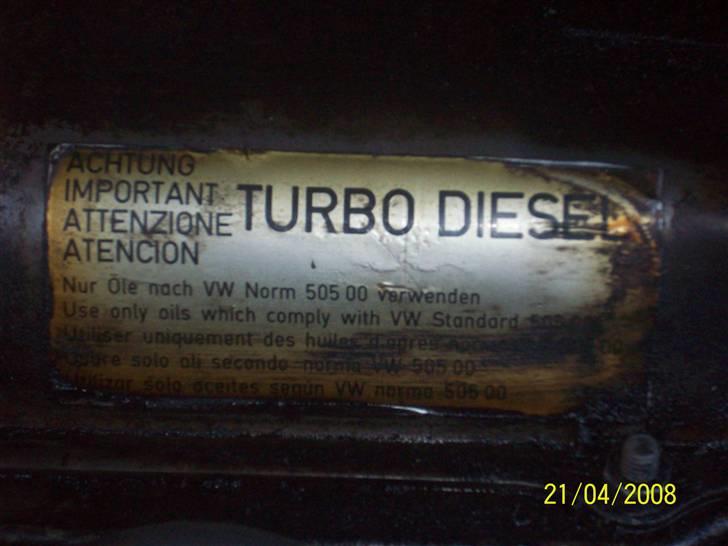 ACHTUNG
IMPORTANT
ATTENZIONE
ATENCION
TURBO DIESEL
Nur Öle nach VW Norm 505 00 verwenden
Use only oils which comply with VW Standard 505
Utiliser uniquement des huiles d'après
Usare solo oli secondo norma VW 505 00
Utilizar solo aceites según VW norma 505 00
21/04/2008